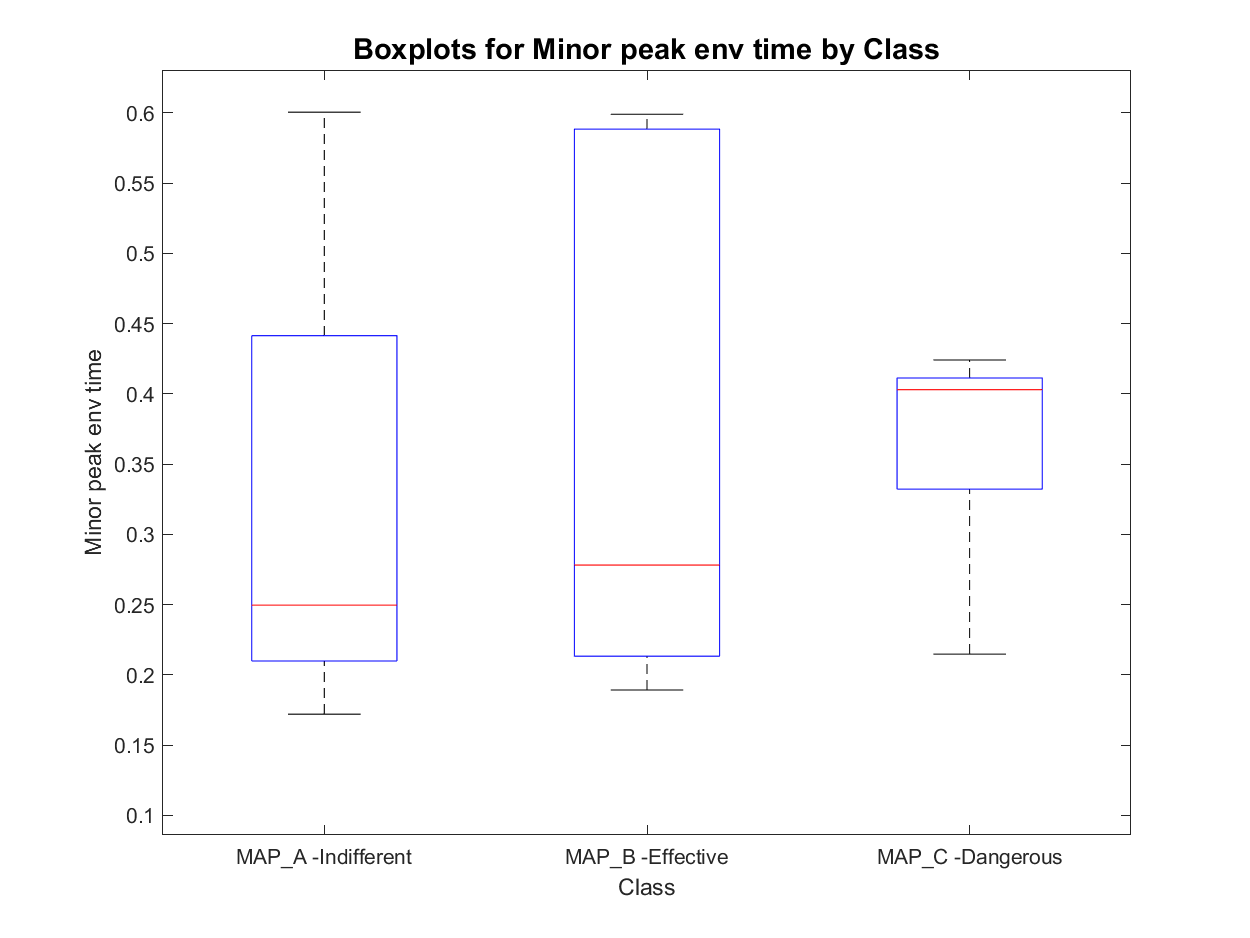 Boxplots for Minor peak env time by Class
0.6
0.55
0.5
0.45
0.4
0.35
0.3
0.25
0.2
0.15
0.1
Minor peak env time
MAP_A -Indifferent MAP_B -Effective MAP_C -Dangerous
Class